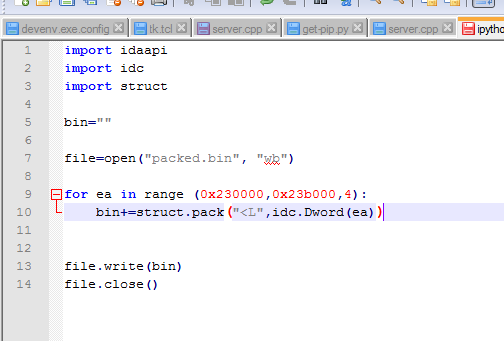 devenv.exe.config tk.tcl server.cpp get-pip.py server.cpp
1 import idaapi
2 import idc
3 import struct
4
5 bin=""
6
7 file=open("packed.bin", "wb")
8
9 for ea in range (0x230000,0x23b000,4):
10 bin+=struct.pack("<L",idc.Dword(ea))
11
12
13 file.write(bin)
14 file.close()